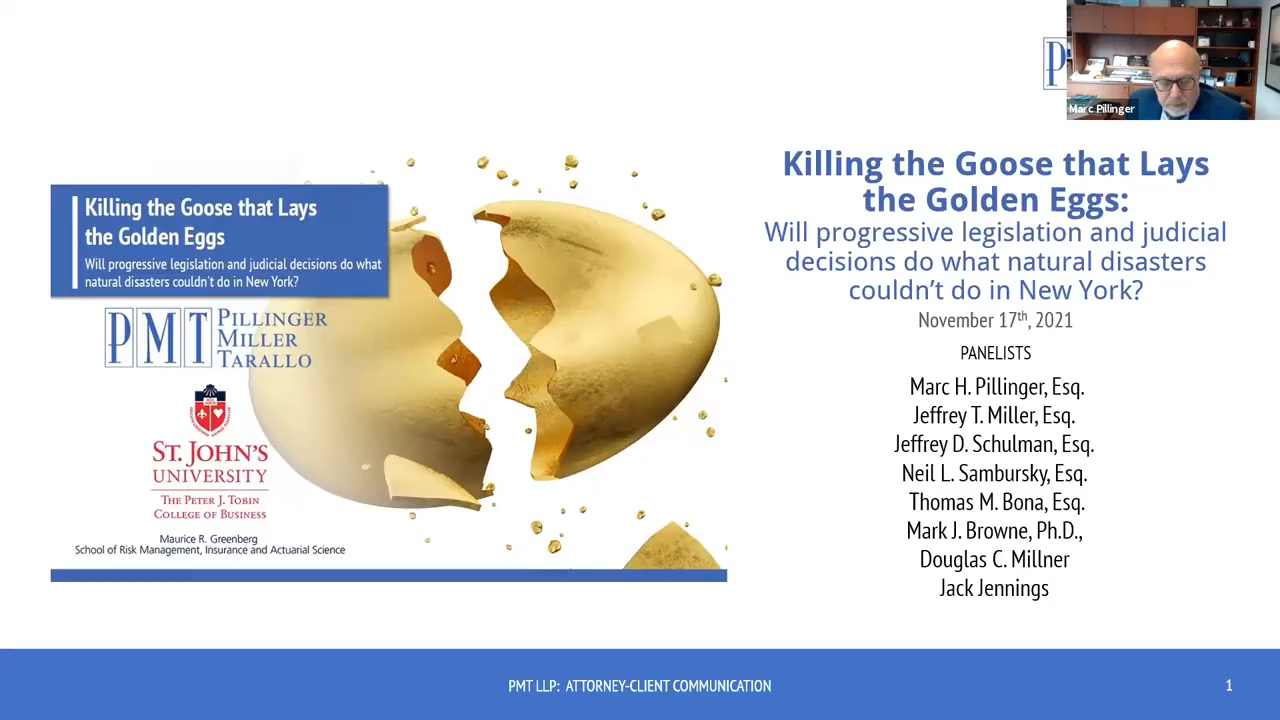 P
Marc Pillinger
Killing the Goose that Lays
the Golden Eggs
Will progressive legislation and judicial decisions do what
natural disasters couldn't do in New York?
PMT PILLINGER
MILLER
TARALLO
ST. JOHN'S
UNIVERSITY
THE PETER J. TOBIN
COLLEGE OF BUSINESS
Maurice R. Greenberg
School of Risk Management, Insurance and Actuarial Science
Killing the Goose that Lays
the Golden Eggs:
Will progressive legislation and judicial
decisions do what natural disasters
couldn't do in New York?
November 17th, 2021
PANELISTS
Marc H. Pillinger, Esq.
Jeffrey T. Miller, Esq.
Jeffrey D. Schulman, Esq.
Neil L. Sambursky, Esq.
Thomas M. Bona, Esq.
Mark J. Browne, Ph.D.,
Douglas C. Millner
Jack Jennings
PMT LLP: ATTORNEY-CLIENT COMMUNICATION
1